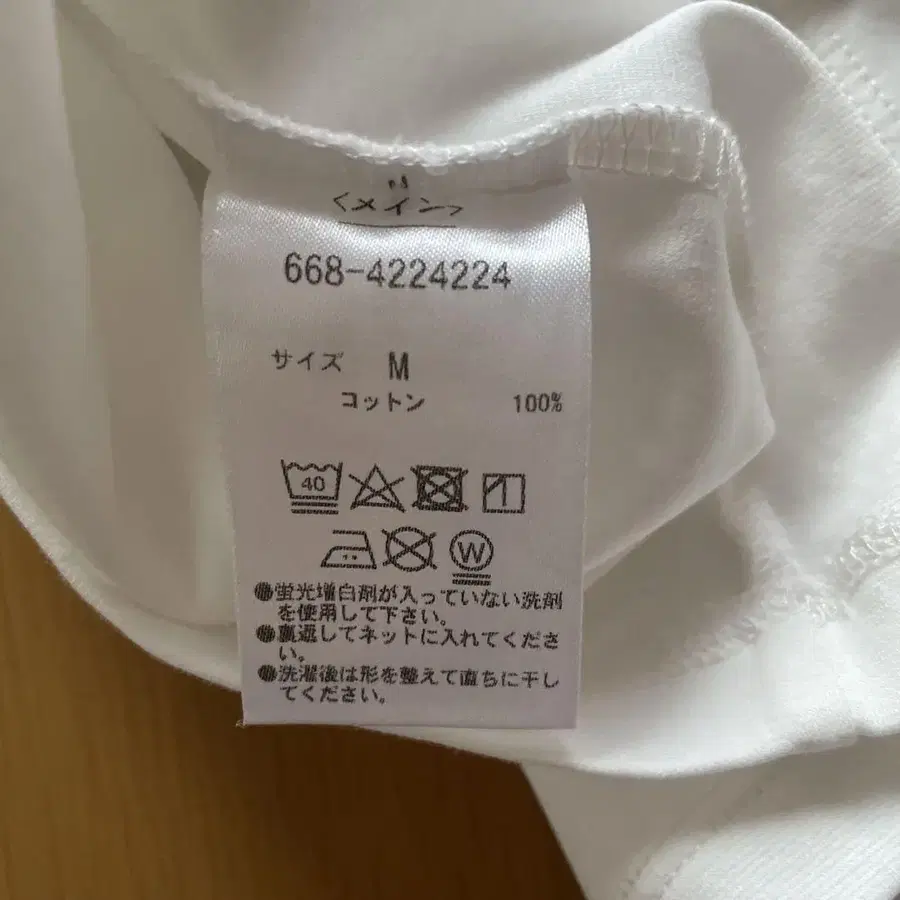 <メイン>
668-4224224
サイズ M
コットン 100%
40
W
●蛍光増白剤が入っていない洗剤
を使用して下さい。
●裏返してネットに入れてくださ
い。
●洗濯後は形を整えて直ちに干し
てください。